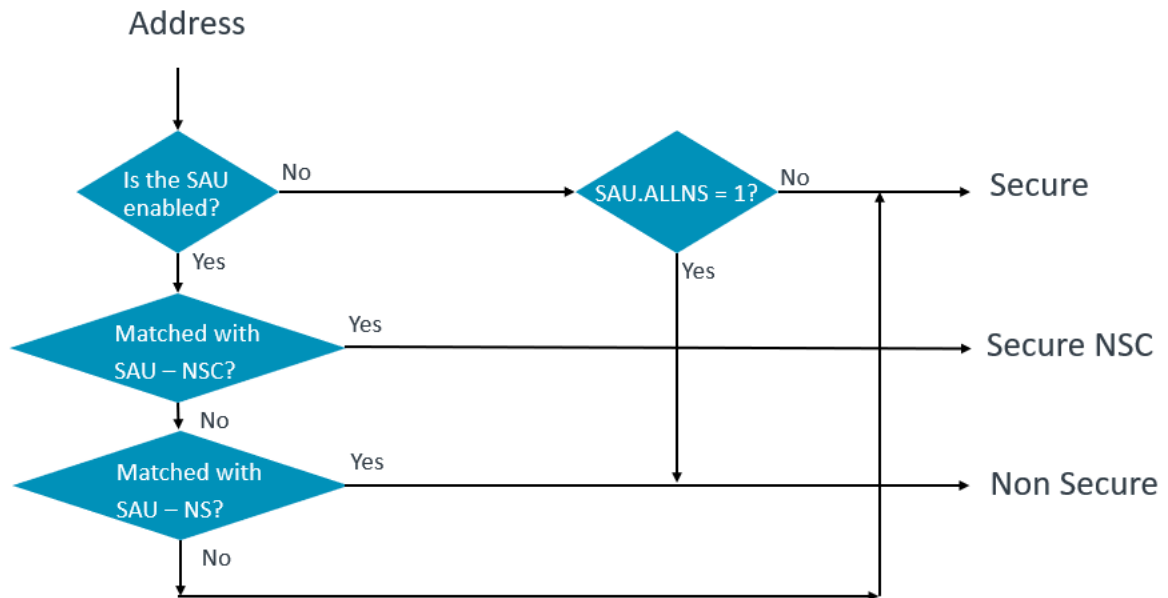 Address
Is the SAU
enabled?
No
SAU.ALLNS = 1?
No
Secure
Yes
Yes
Matched with
SAU – NSC?
Yes
Secure NSC
No
Matched with
SAU – NS?
Yes
Non Secure
No